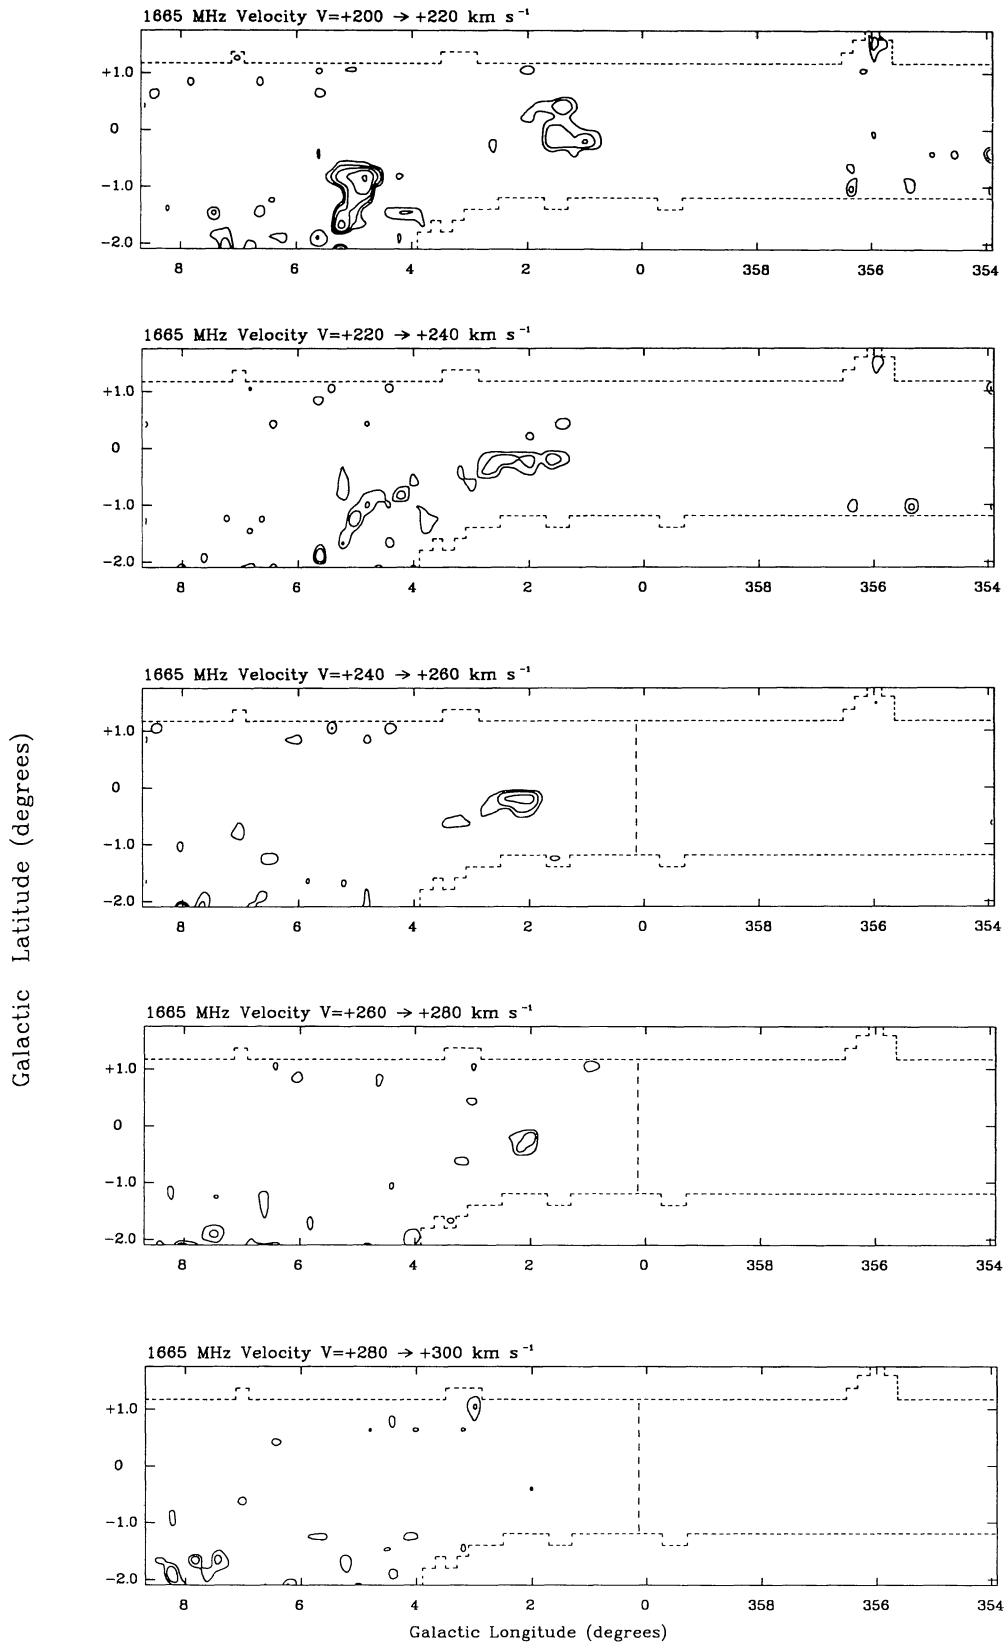 1665 MHz Velocity V=+200 → +220 km s⁻¹
+1.0
0
-1.0
-2.0
8 6 4 2 0 358 356 354
1665 MHz Velocity V=+220 → +240 km s⁻¹
+1.0
0
-1.0
-2.0
8 6 4 2 0 358 356 354
1665 MHz Velocity V=+240 → +260 km s⁻¹
+1.0
0
-1.0
-2.0
8 6 4 2 0 358 356 354
Galactic Latitude (degrees)
1665 MHz Velocity V=+260 → +280 km s⁻¹
+1.0
0
-1.0
-2.0
8 6 4 2 0 358 356 354
1665 MHz Velocity V=+280 → +300 km s⁻¹
+1.0
0
-1.0
-2.0
8 6 4 2 0 358 356 354
Galactic Longitude (degrees)